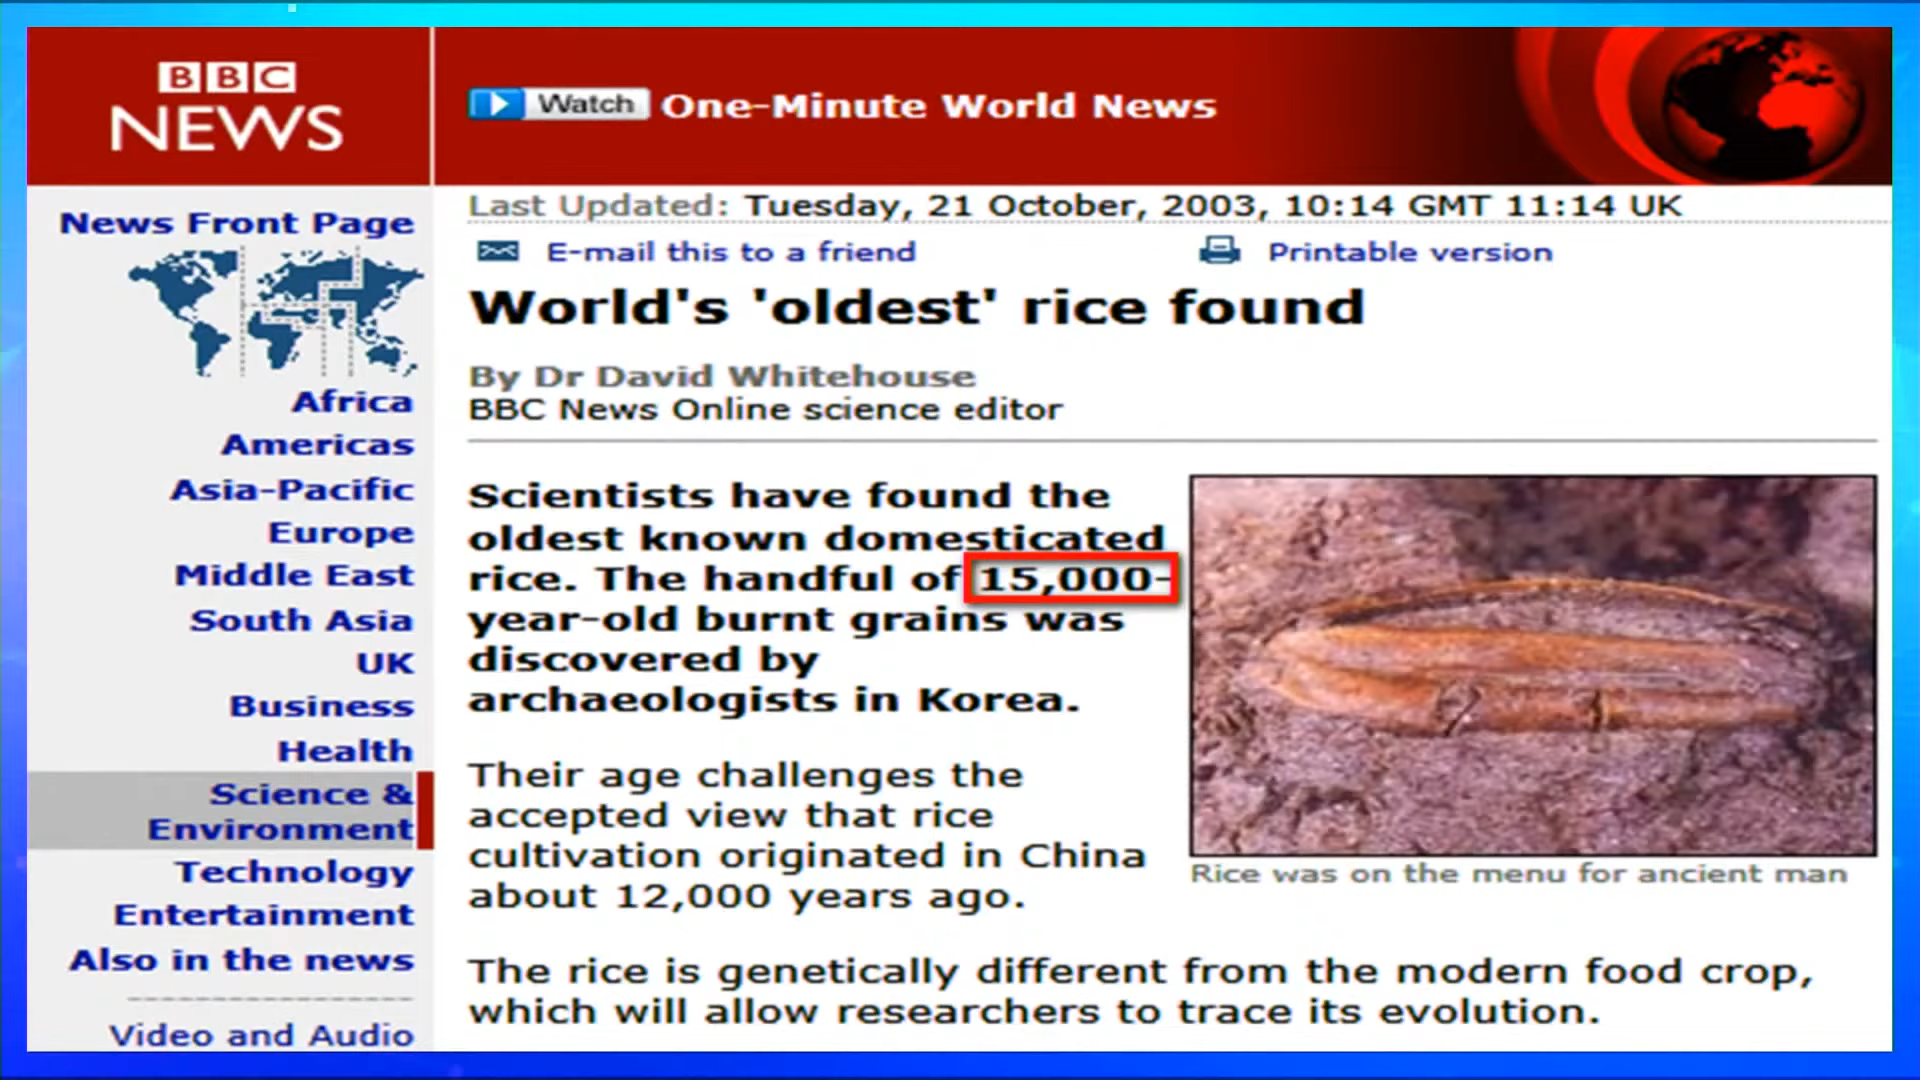 BBC
NEWS
Watch One-Minute World News
News Front Page
Africa
Americas
Asia-Pacific
Europe
Middle East
South Asia
UK
Business
Health
Science &
Environment
Technology
Entertainment
Also in the news
Video and Audio
Last Updated: Tuesday, 21 October, 2003, 10:14 GMT 11:14 UK
E-mail this to a friend
Printable version
World's 'oldest' rice found
By Dr David Whitehouse
BBC News Online science editor
Scientists have found the
oldest known domesticated
rice. The handful of 15,000-
year-old burnt grains was
discovered by
archaeologists in Korea.
Their age challenges the
accepted view that rice
cultivation originated in China
about 12,000 years ago.
Rice was on the menu for ancient man
The rice is genetically different from the modern food crop,
which will allow researchers to trace its evolution.